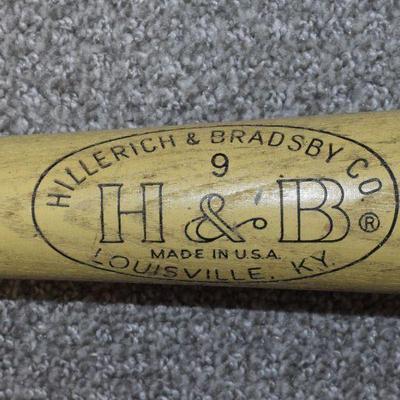 HILLERICH & BRADSBY CO.
9
H & B ®
MADE IN U.S.A.
LOUISVILLE, KY.